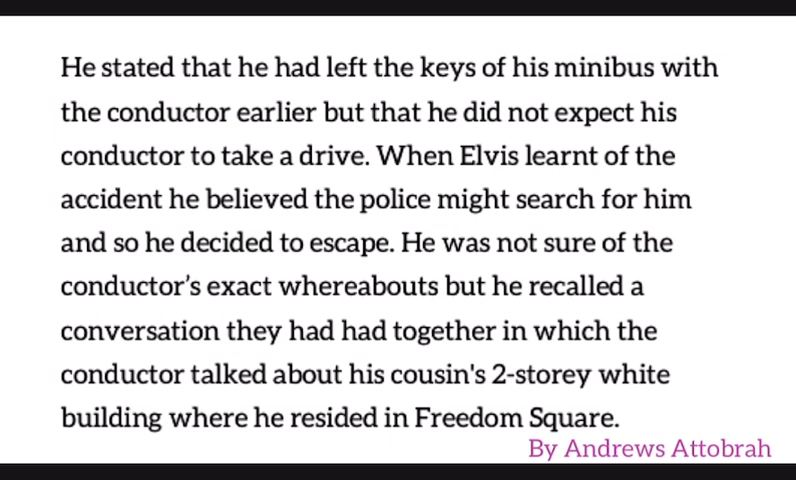 He stated that he had left the keys of his minibus with
the conductor earlier but that he did not expect his
conductor to take a drive. When Elvis learnt of the
accident he believed the police might search for him
and so he decided to escape. He was not sure of the
conductor’s exact whereabouts but he recalled a
conversation they had had together in which the
conductor talked about his cousin's 2-storey white
building where he resided in Freedom Square.
By Andrews Attobrah